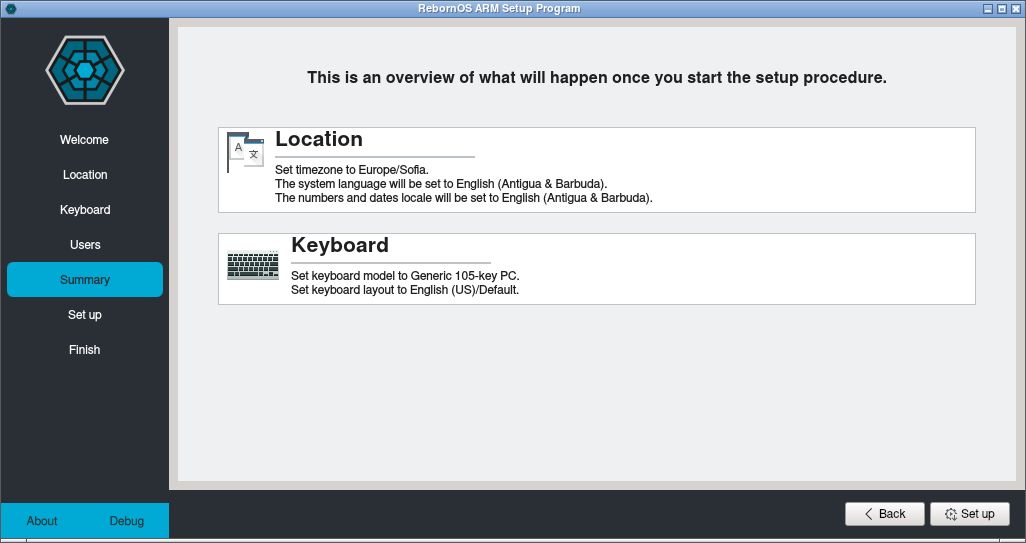 RebornOS ARM Setup Program
Welcome
Location
Keyboard
Users
Summary
Set up
Finish
About
Debug
This is an overview of what will happen once you start the setup procedure.
A
文
Location
Set timezone to Europe/Sofia.
The system language will be set to English (Antigua & Barbuda).
The numbers and dates locale will be set to English (Antigua & Barbuda).
Keyboard
Set keyboard model to Generic 105-key PC.
Set keyboard layout to English (US)/Default.
Back
Set up